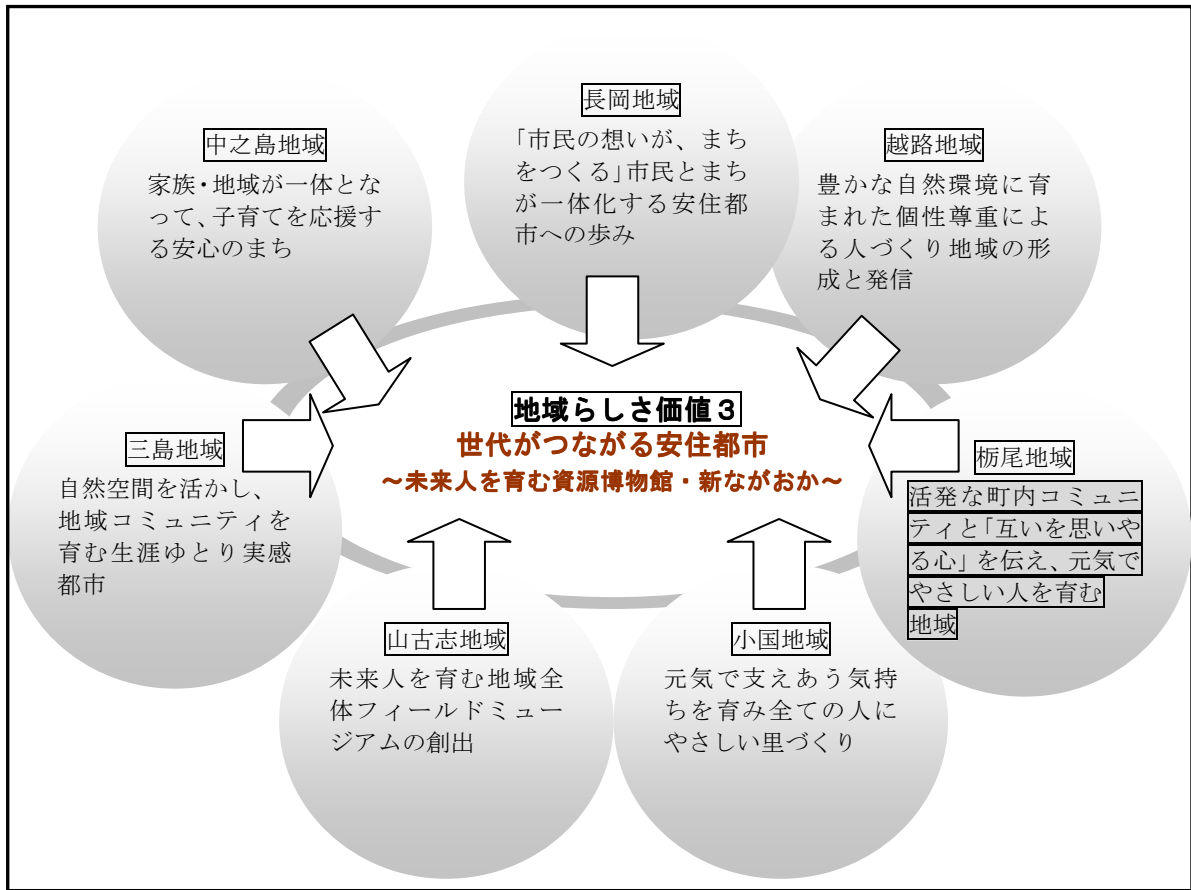 長岡地域
「市民の想いが、まち
をつくる」市民とまち
が一体化する安住都
市への歩み
中之島地域
家族・地域が一体とな
って、子育てを応援す
る安心のまち
越路地域
豊かな自然環境に育
まれた個性尊重によ
る人づくり地域の形
成と発信
地域らしさ価値３
世代がつながる安住都市
～未来人を育む資源博物館・新ながおか～
三島地域
自然空間を活かし、
地域コミュニティを
育む生涯ゆとり実感
都市
栃尾地域
活発な町内コミュニ
ティと「互いを思いや
る心」を伝え、元気で
やさしい人を育む
地域
山古志地域
未来人を育む地域全
体フィールドミュー
ジアムの創出
小国地域
元気で支えあう気持
ちを育み全ての人に
やさしい里づくり